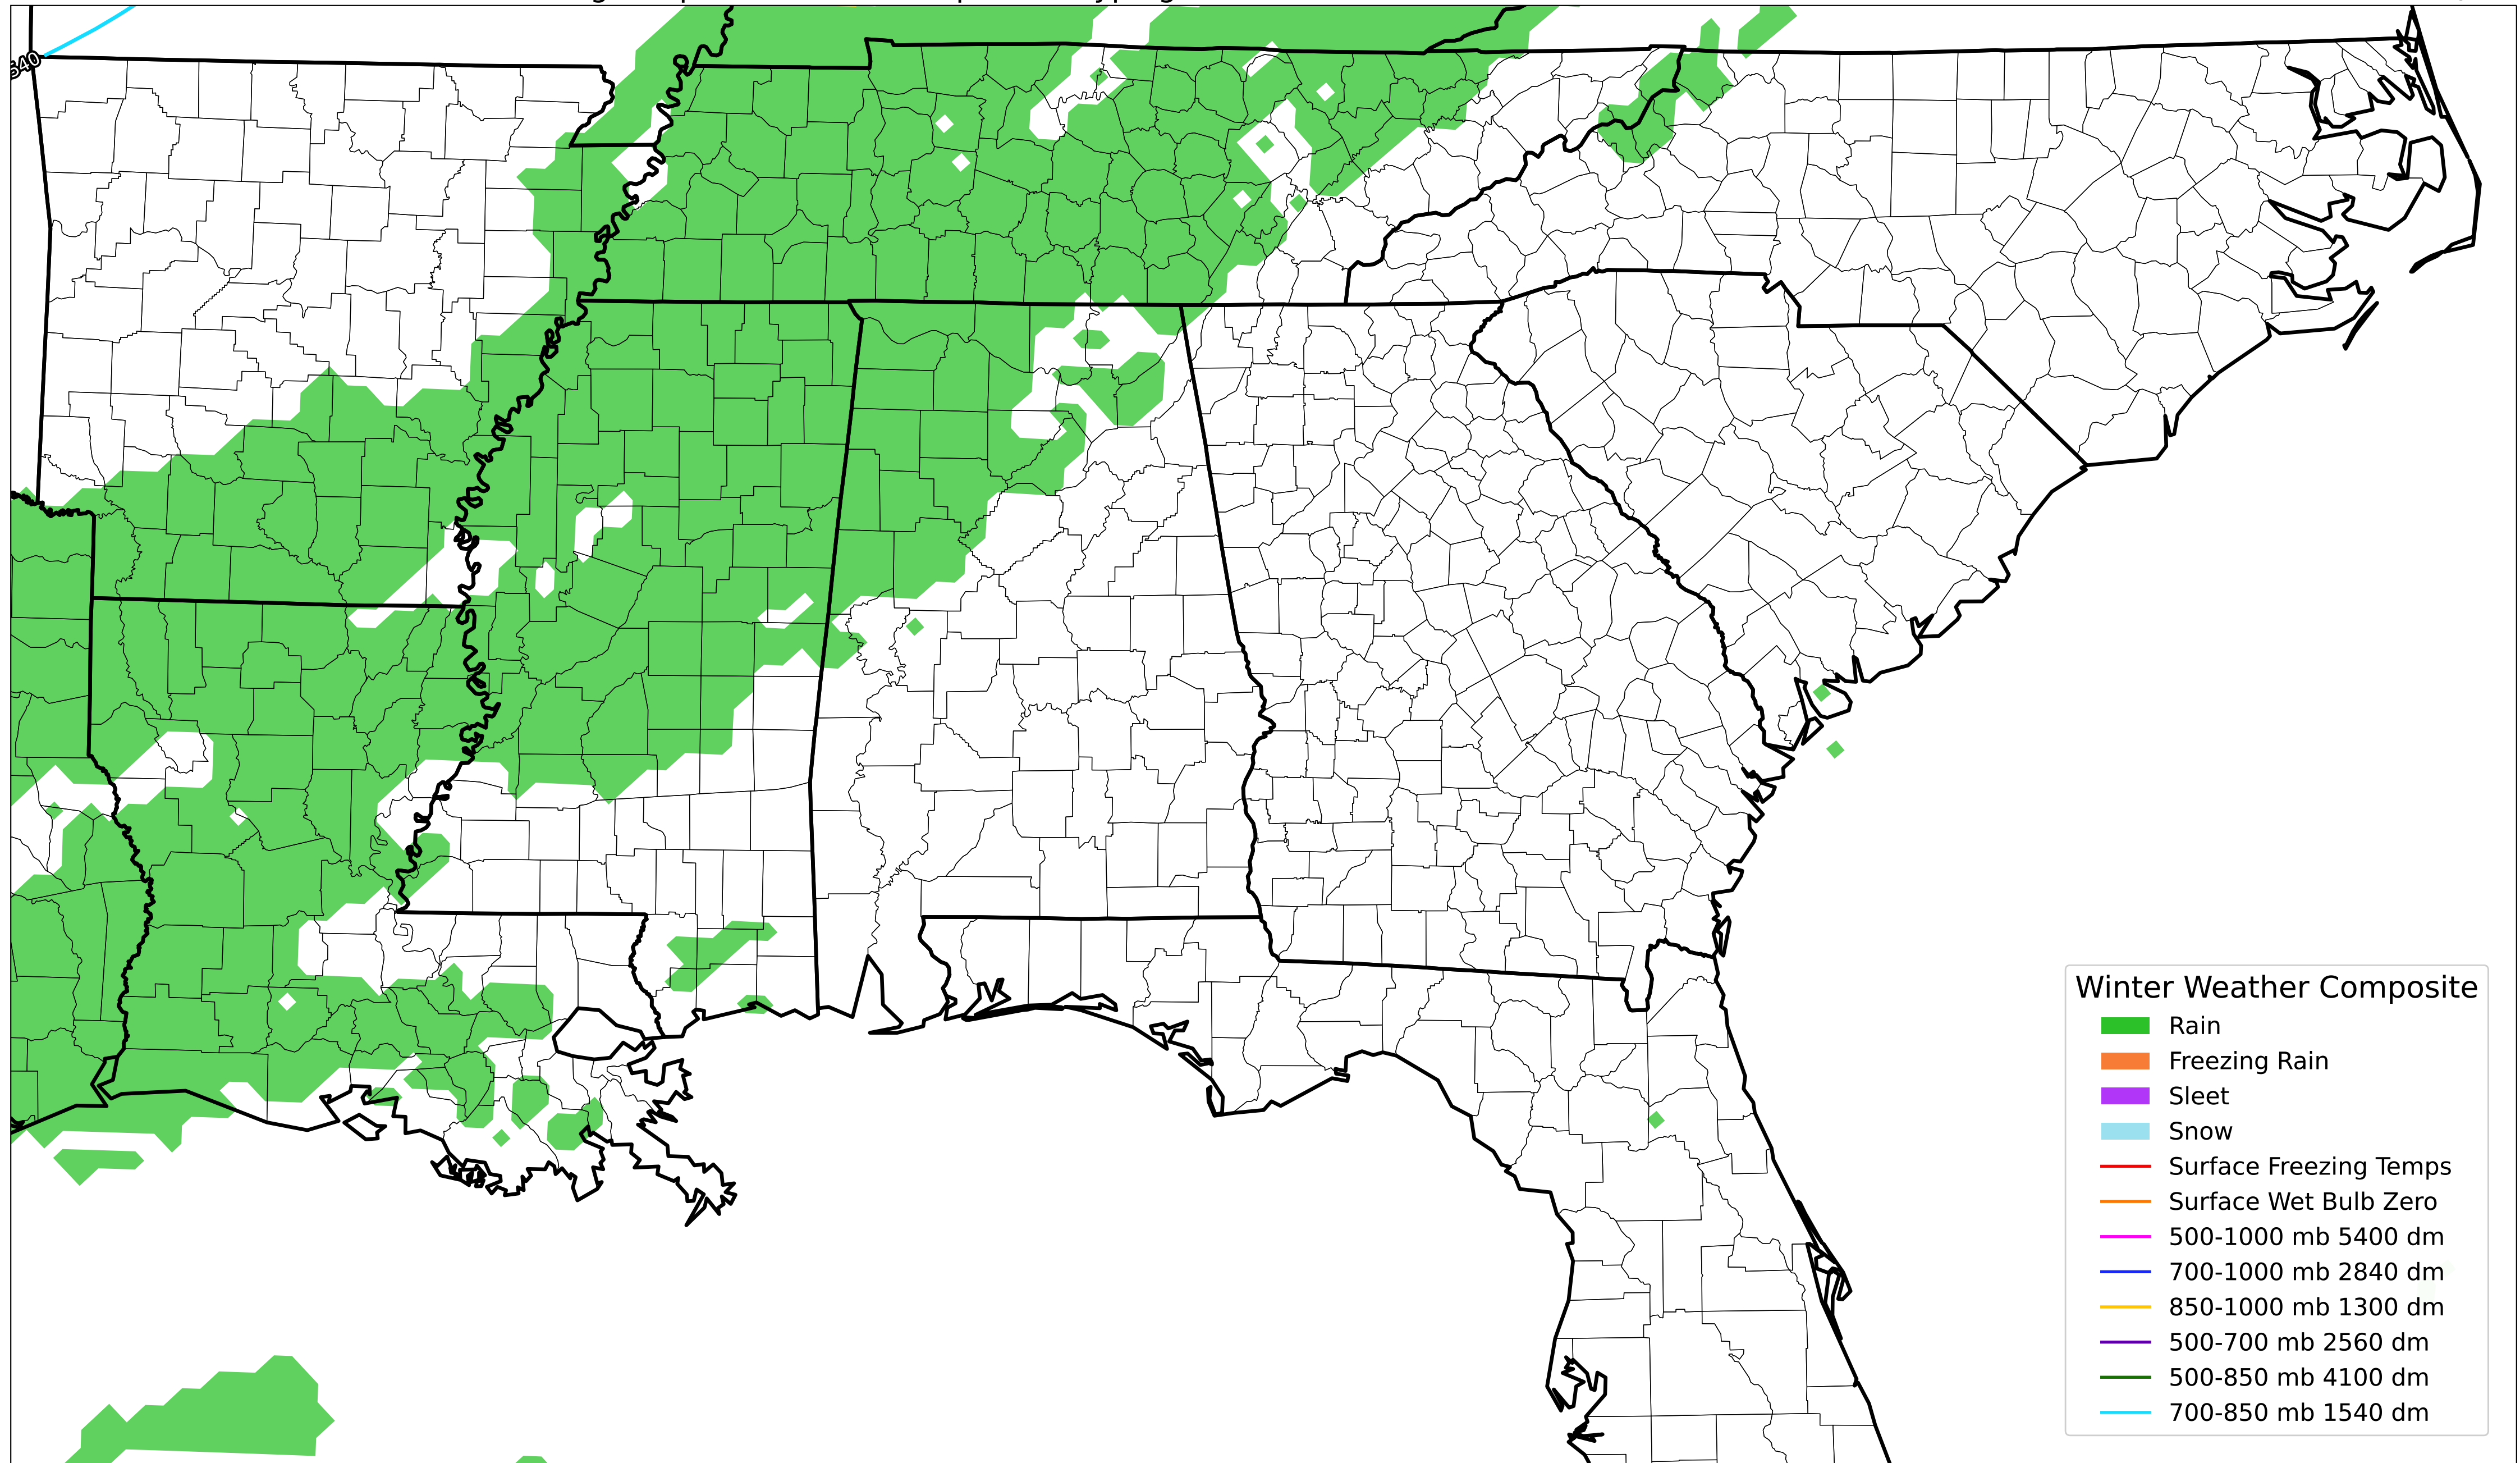 540
Winter Weather Composite
Rain
Freezing Rain
Sleet
Snow
Surface Freezing Temps
Surface Wet Bulb Zero
500-1000 mb 5400 dm
700-1000 mb 2840 dm
850-1000 mb 1300 dm
500-700 mb 2560 dm
500-850 mb 4100 dm
700-850 mb 1540 dm